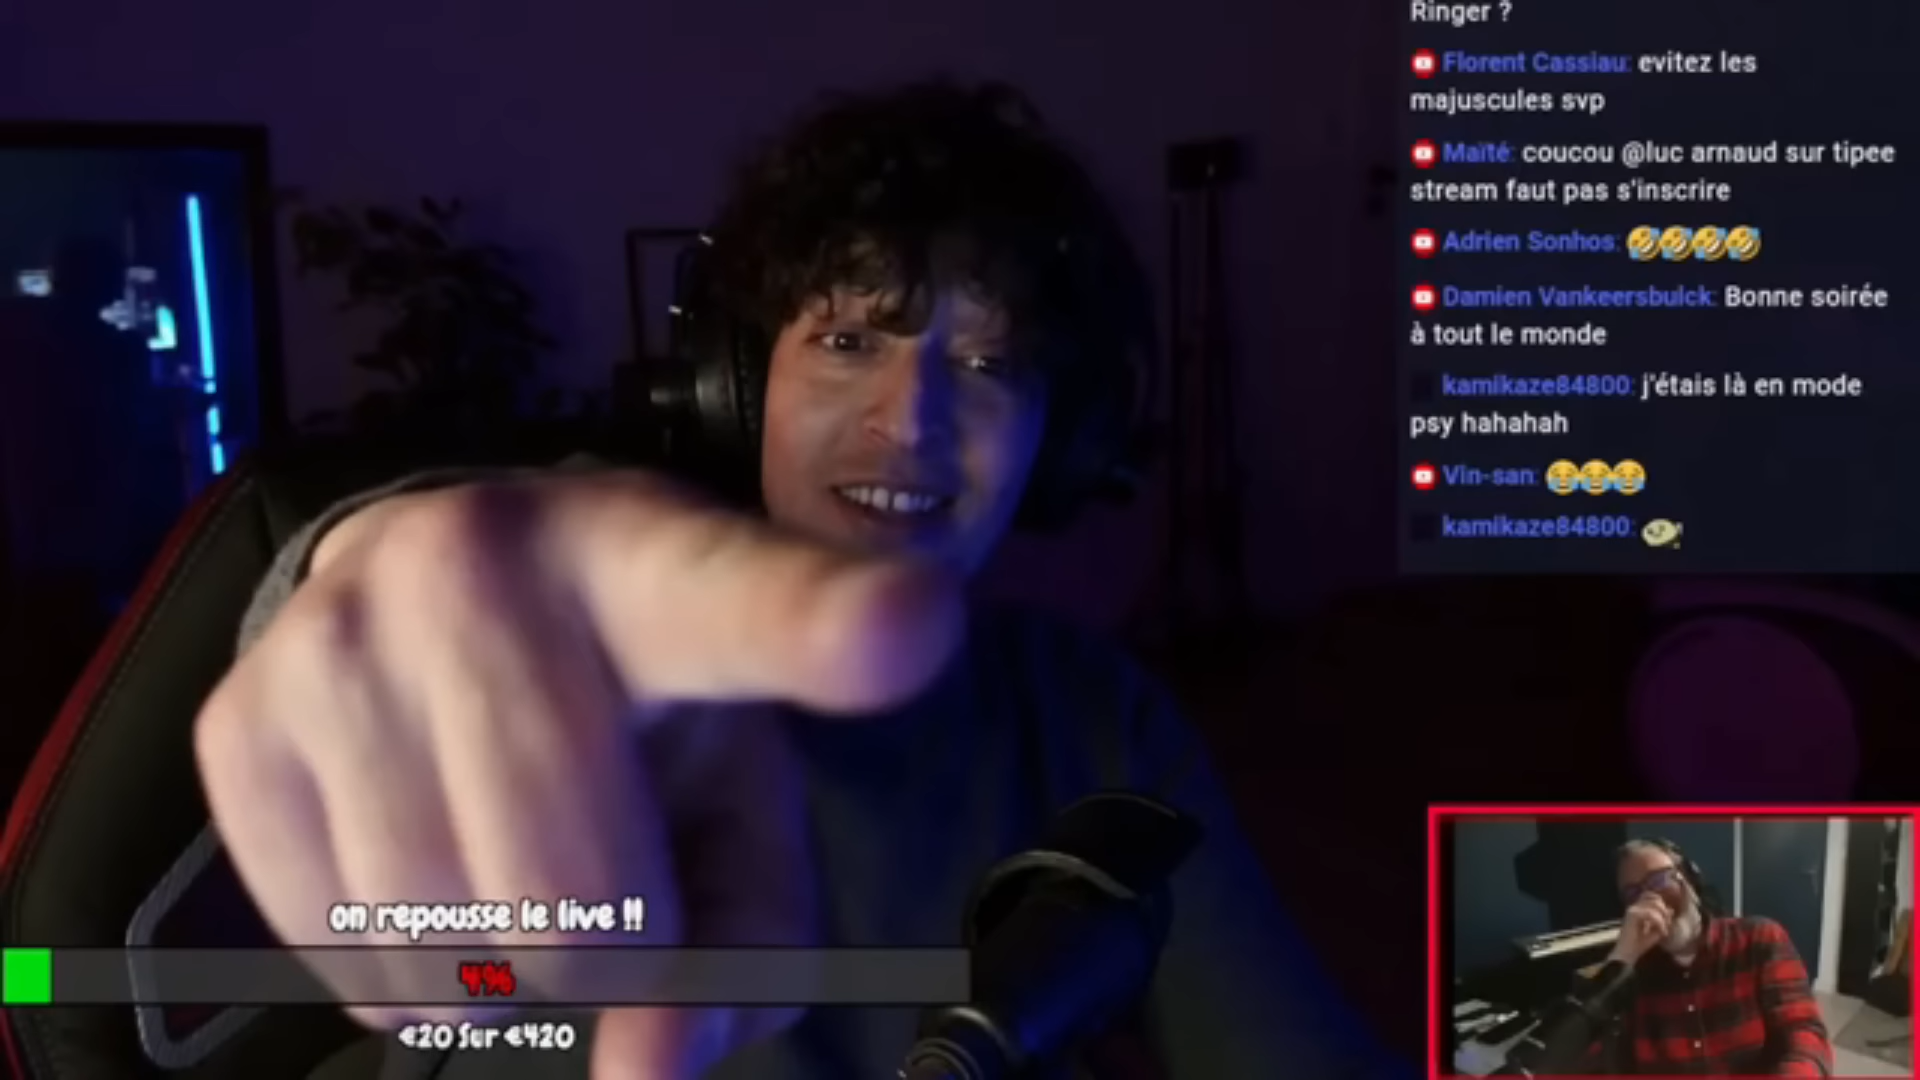 Ringer ?
Florent Cassiau: evitez les
majuscules svp
Maïté: coucou @luc arnaud sur tipee
stream faut pas s'inscrire
Adrien Sonhos: 🤣🤣🤣🤣
Damien Vankeersbulck: Bonne soirée
à tout le monde
kamikaze84800: j'étais là en mode
psy hahahah
Vin-san: 😂😂😂
kamikaze84800:
on repousse le live !!
4%
€20 sur €420